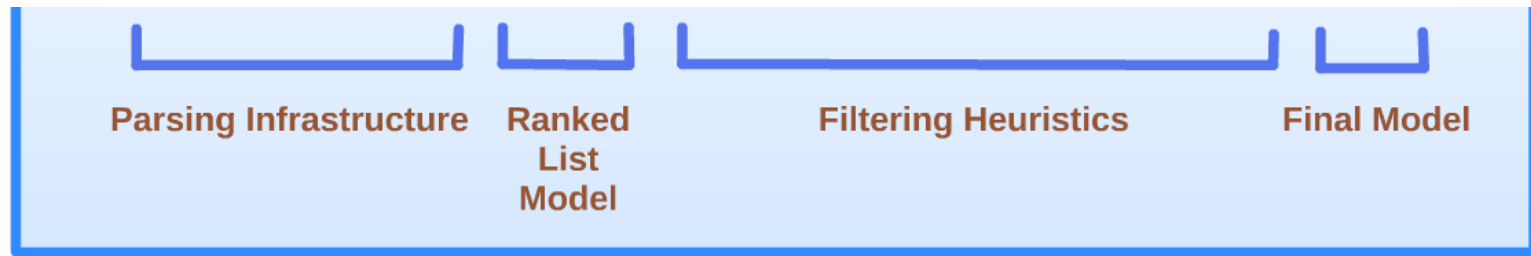 Parsing Infrastructure
Ranked
List
Model
Filtering Heuristics
Final Model